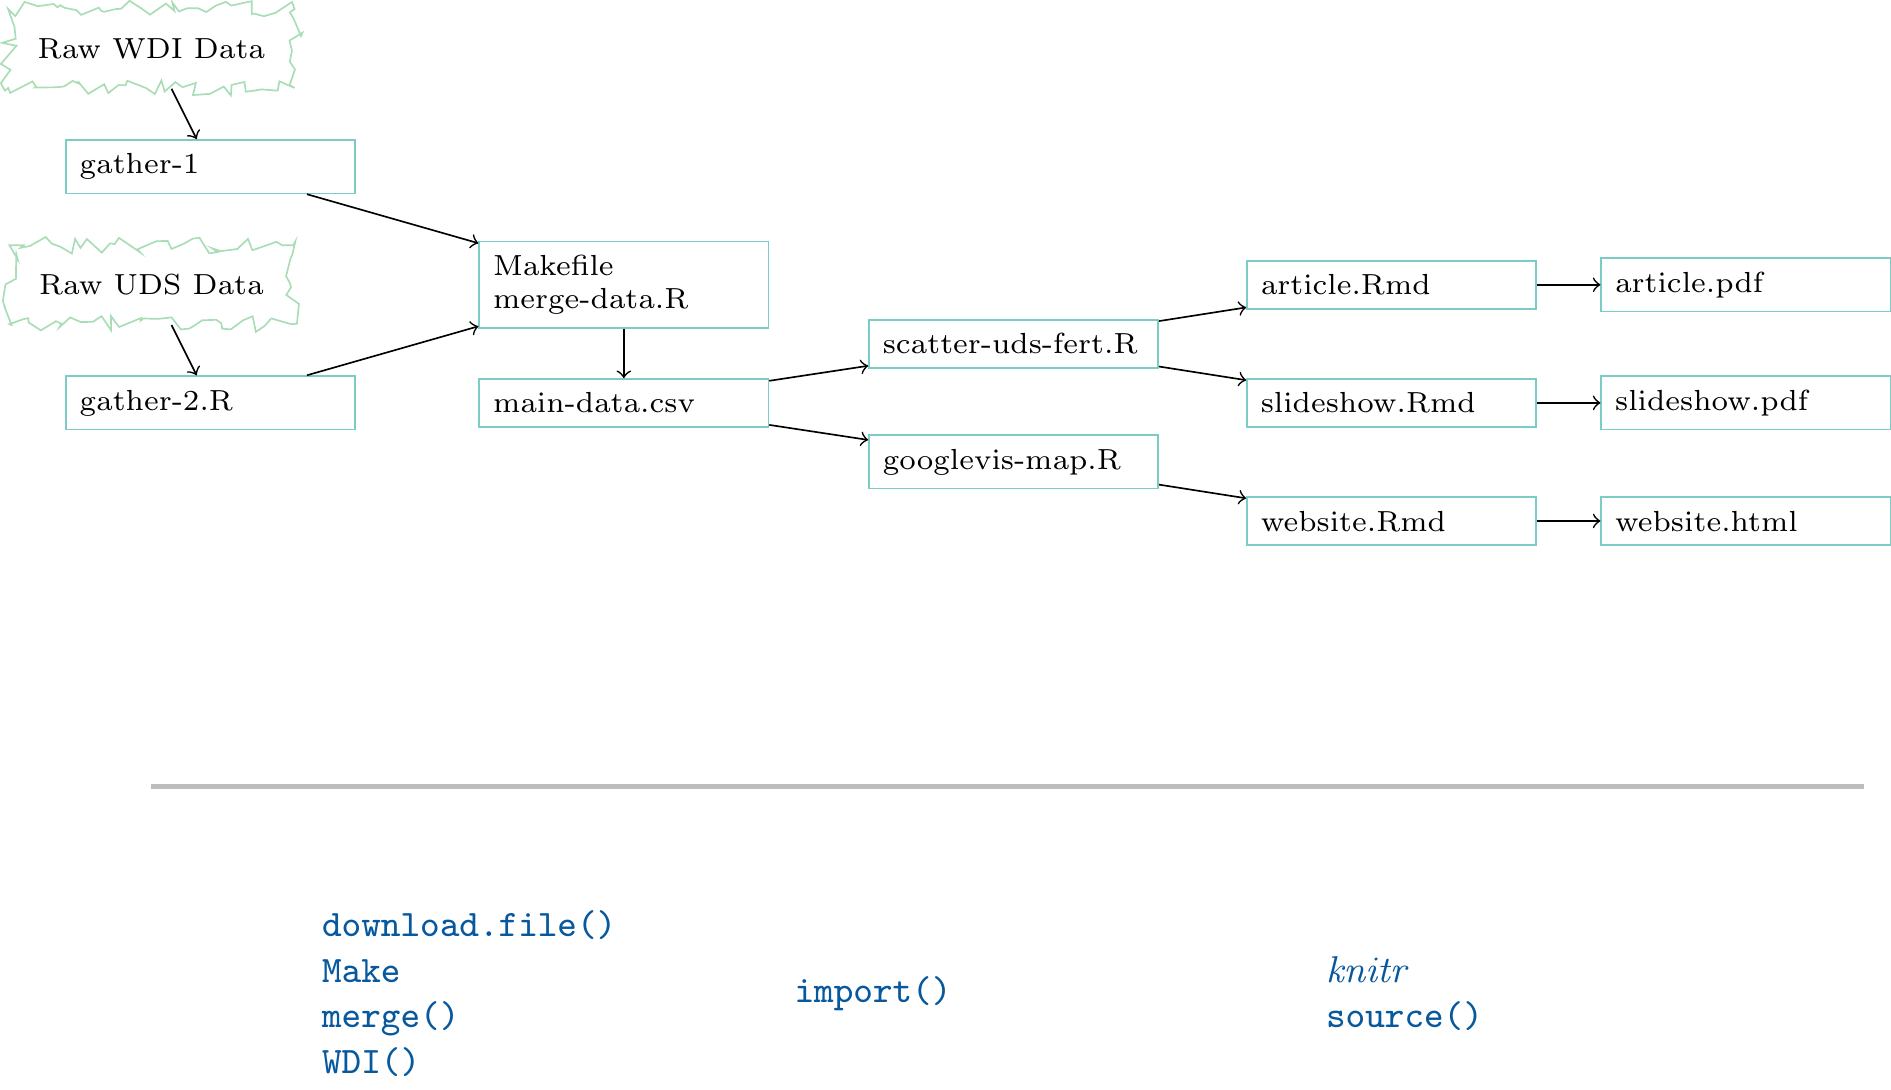 Raw WDI Data
gather-1
Raw UDS Data
gather-2.R
Makefile
merge-data.R
main-data.csv
scatter-uds-fert.R
googlevis-map.R
article.Rmd
slideshow.Rmd
website.Rmd
article.pdf
slideshow.pdf
website.html
download.file()
Make
merge()
WDI()
import()
knitr
source()